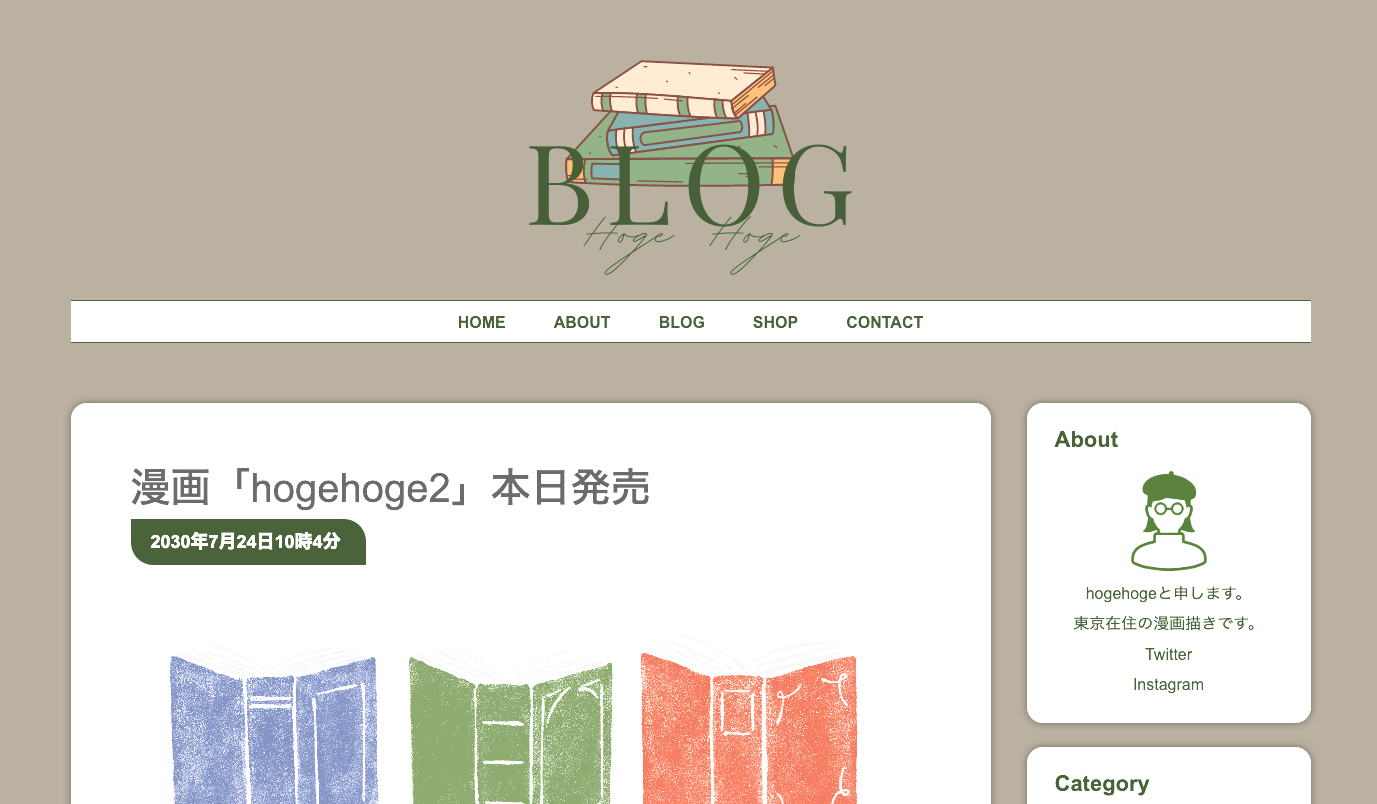 BLOG
Hoge Hoge
HOME ABOUT BLOG SHOP CONTACT
漫画「hogehoge2」本日発売
2030年7月24日10時4分
About
hogehogeと申します。
東京在住の漫画描きです。
Twitter
Instagram
Category